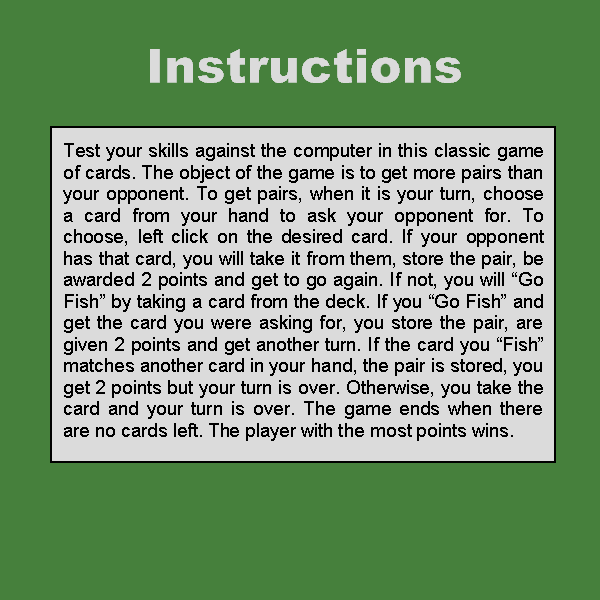 Instructions
Test your skills against the computer in this classic game
of cards. The object of the game is to get more pairs than
your opponent. To get pairs, when it is your turn, choose
a card from your hand to ask your opponent for. To
choose, left click on the desired card. If your opponent
has that card, you will take it from them, store the pair, be
awarded 2 points and get to go again. If not, you will “Go
Fish” by taking a card from the deck. If you “Go Fish” and
get the card you were asking for, you store the pair, are
given 2 points and get another turn. If the card you “Fish”
matches another card in your hand, the pair is stored, you
get 2 points but your turn is over. Otherwise, you take the
card and your turn is over. The game ends when there
are no cards left. The player with the most points wins.